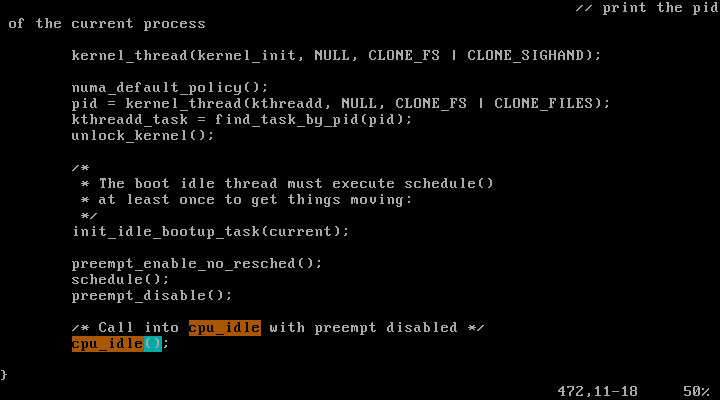 // print the pid
of the current process
kernel_thread(kernel_init, NULL, CLONE_FS | CLONE_SIGHAND);
numa_default_policy();
pid = kernel_thread(kthreadd, NULL, CLONE_FS | CLONE_FILES);
kthreadd_task = find_task_by_pid(pid);
unlock_kernel();
/*
* The boot idle thread must execute schedule()
* at least once to get things moving:
*/
init_idle_bootup_task(current);
preempt_enable_no_resched();
schedule();
preempt_disable();
/* Call into cpu_idle with preempt disabled */
cpu_idle();
}
472,11-18 50%